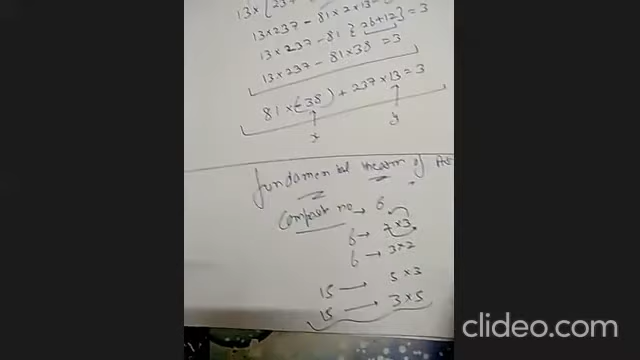 13×{237
13×237 - 81×2×13
13×237 - 81 {26+12} = 3
13×237 - 81×38 = 3
81×(-38) + 237×13 = 3
x y
fundamental theorem of
no → 6
6 → 2×3
6 → 3×2
15 → 5×3
15 → 3×5
clideo.com